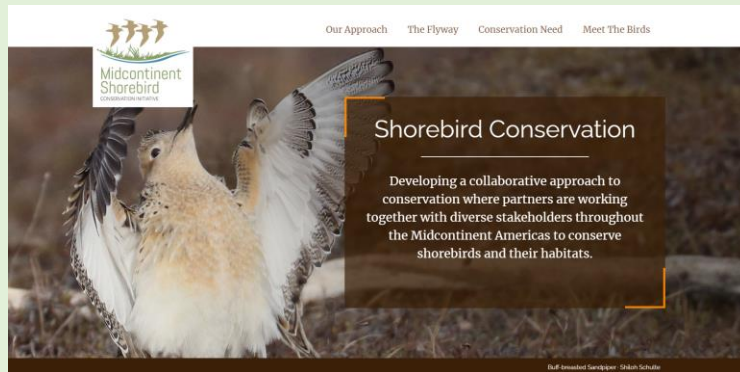 Our Approach The Flyway Conservation Need Meet The Birds
Midcontinent
Shorebird
CONSERVATION INITIATIVE
Shorebird Conservation
Developing a collaborative approach to
conservation where partners are working
together with diverse stakeholders throughout
the Midcontinent Americas to conserve
shorebirds and their habitats.
Buff-breasted Sandpiper · Shiloh Schulte